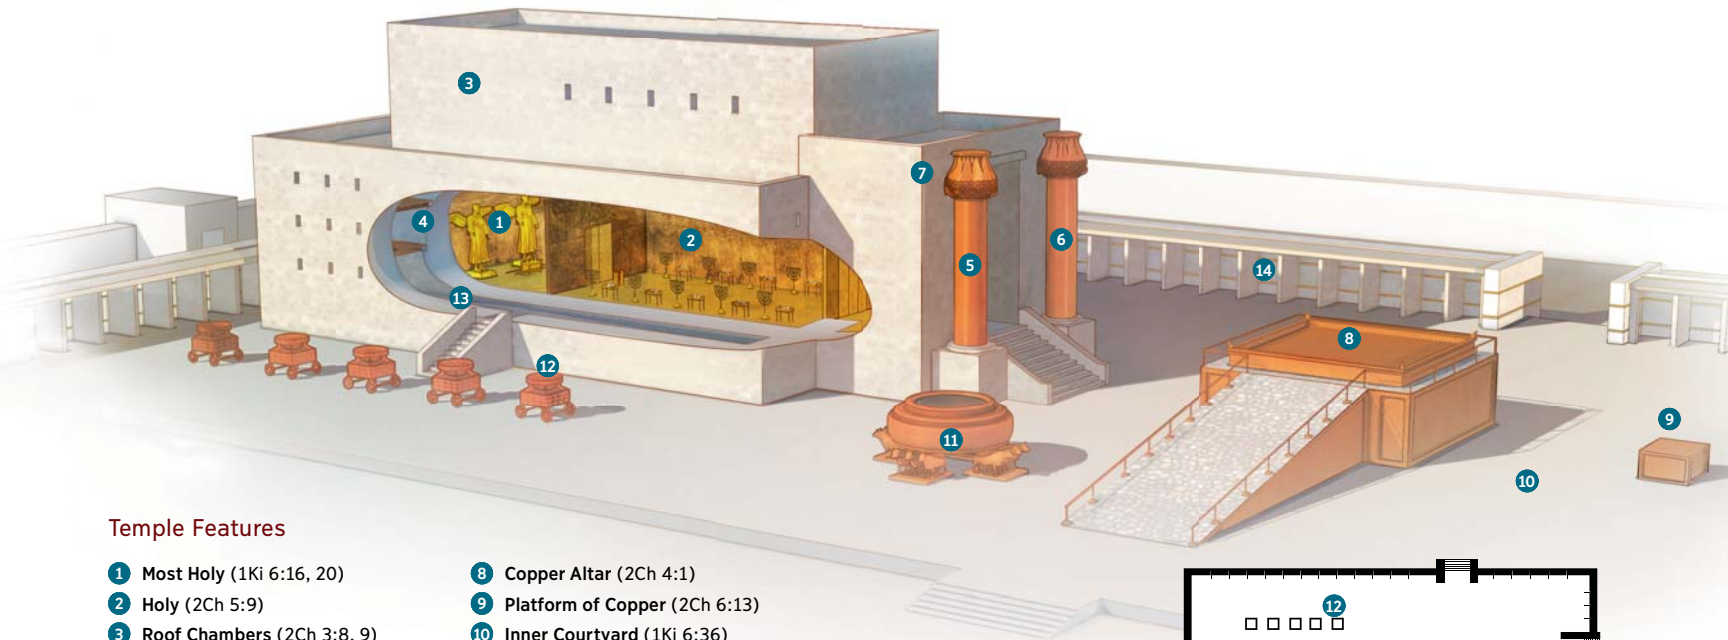 3
4
1
2
7
5
6
14
13
12
8
9
11
10
Temple Features
1 Most Holy (1Ki 6:16, 20)
2 Holy (2Ch 5:9)
3 Roof Chambers (2Ch 3:8, 9)
8 Copper Altar (2Ch 4:1)
9 Platform of Copper (2Ch 6:13)
10 Inner Courtyard (1Ki 6:36)
12